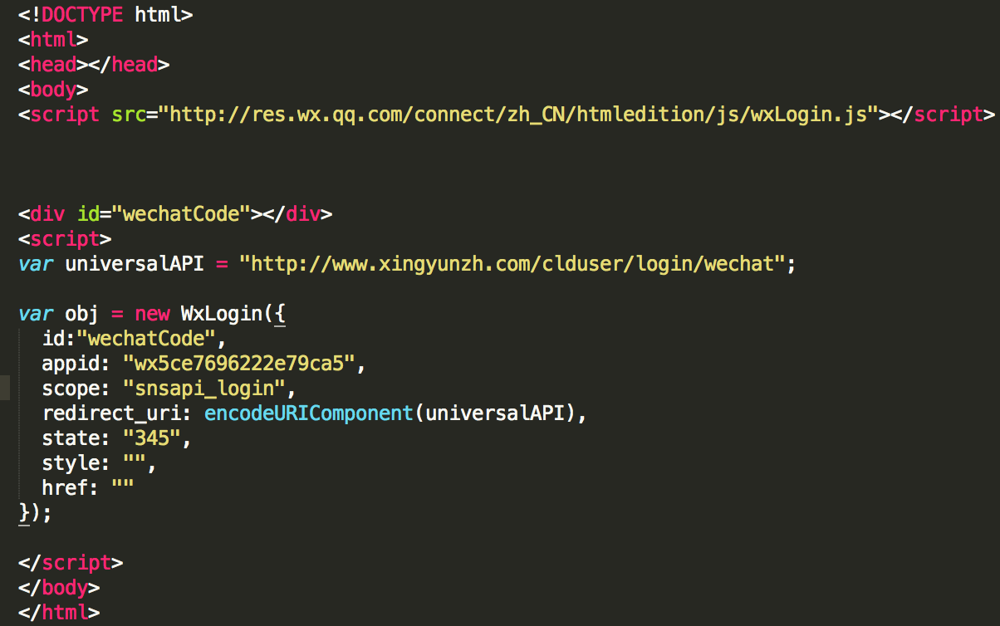 <!DOCTYPE html>
<html>
<head></head>
<body>
<script src="http://res.wx.qq.com/connect/zh_CN/htmledition/js/wxLogin.js"></script>
<div id="wechatCode"></div>
<script>
var universalAPI = "http://www.xingyunzh.com/clduser/login/wechat";
var obj = new WxLogin({
  id:"wechatCode",
  appid: "wx5ce7696222e79ca5",
  scope: "snsapi_login",
  redirect_uri: encodeURIComponent(universalAPI),
  state: "345",
  style: "",
  href: ""
});
</script>
</body>
</html>